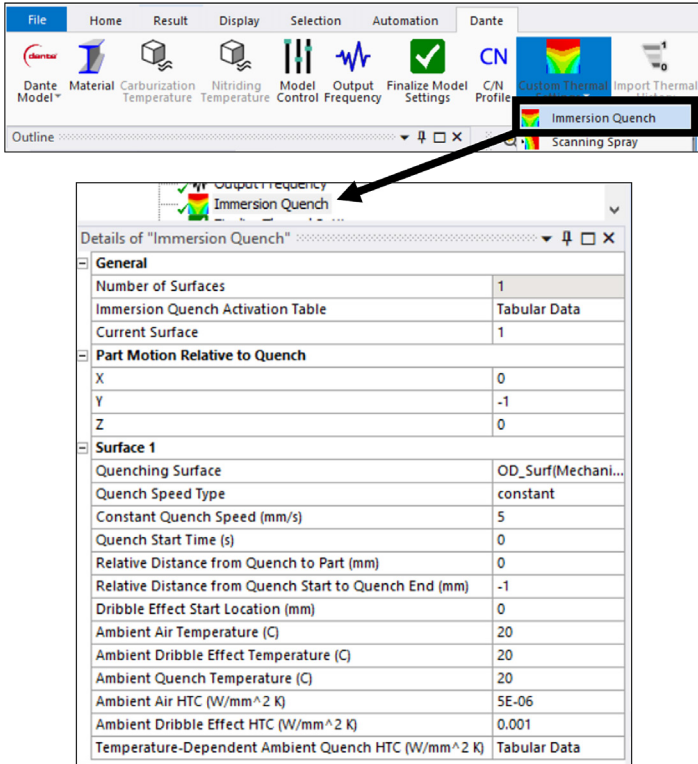 File Home Result Display Selection Automation Dante
dante CN
Dante Material Carburization Nitriding Model Output Finalize Model C/N Custom Thermal Import Thermal
Model Temperature Temperature Control Frequency Settings Profile
Immersion Quench
Outline
Scanning Spray
Output Frequency
Immersion Quench
Details of "Immersion Quench"
General
Number of Surfaces 1
Immersion Quench Activation Table Tabular Data
Current Surface 1
Part Motion Relative to Quench
X 0
Y -1
Z 0
Surface 1
Quenching Surface OD_Surf(Mechani...
Quench Speed Type constant
Constant Quench Speed (mm/s) 5
Quench Start Time (s) 0
Relative Distance from Quench to Part (mm) 0
Relative Distance from Quench Start to Quench End (mm) -1
Dribble Effect Start Location (mm) 0
Ambient Air Temperature (C) 20
Ambient Dribble Effect Temperature (C) 20
Ambient Quench Temperature (C) 20
Ambient Air HTC (W/mm^2 K) 5E-06
Ambient Dribble Effect HTC (W/mm^2 K) 0.001
Temperature-Dependent Ambient Quench HTC (W/mm^2 K) Tabular Data